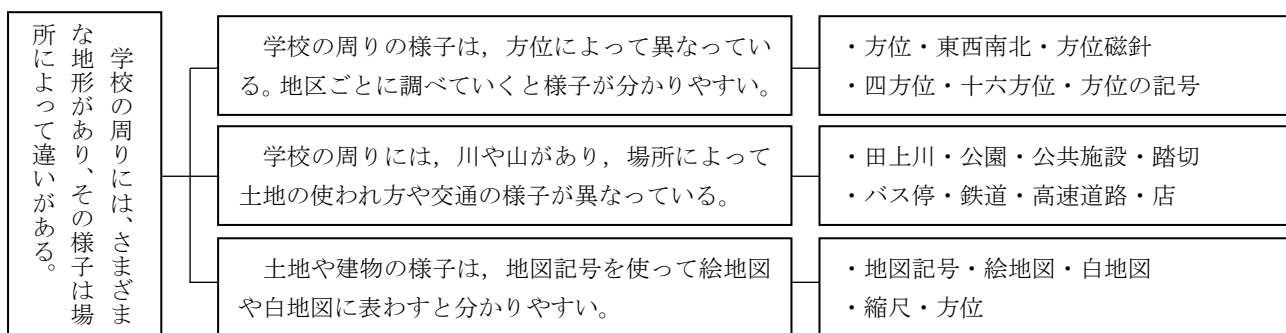 学校の周りには、さまざま
な地形があり、その様子は場
所によって違いがある。
学校の周りの様子は，方位によって異なってい
る。地区ごとに調べていくと様子が分かりやすい。
・方位・東西南北・方位磁針
・四方位・十六方位・方位の記号
学校の周りには，川や山があり，場所によって
土地の使われ方や交通の様子が異なっている。
・田上川・公園・公共施設・踏切
・バス停・鉄道・高速道路・店
土地や建物の様子は，地図記号を使って絵地図
や白地図に表わすと分かりやすい。
・地図記号・絵地図・白地図
・縮尺・方位